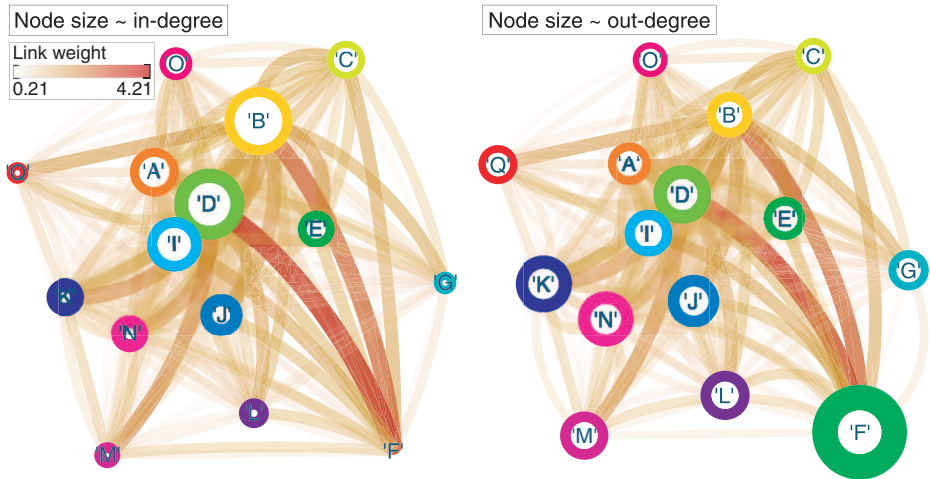 Node size ~ in-degree
Link weight
0.21 4.21
'O'
'C'
'B'
'Q'
'A'
'D'
'E'
'I'
'G'
'K'
'J'
'N'
'L'
'F'
'M'
Node size ~ out-degree
'O'
'C'
'B'
'Q'
'A'
'D'
'E'
'I'
'G'
'K'
'J'
'N'
'L'
'F'
'M'